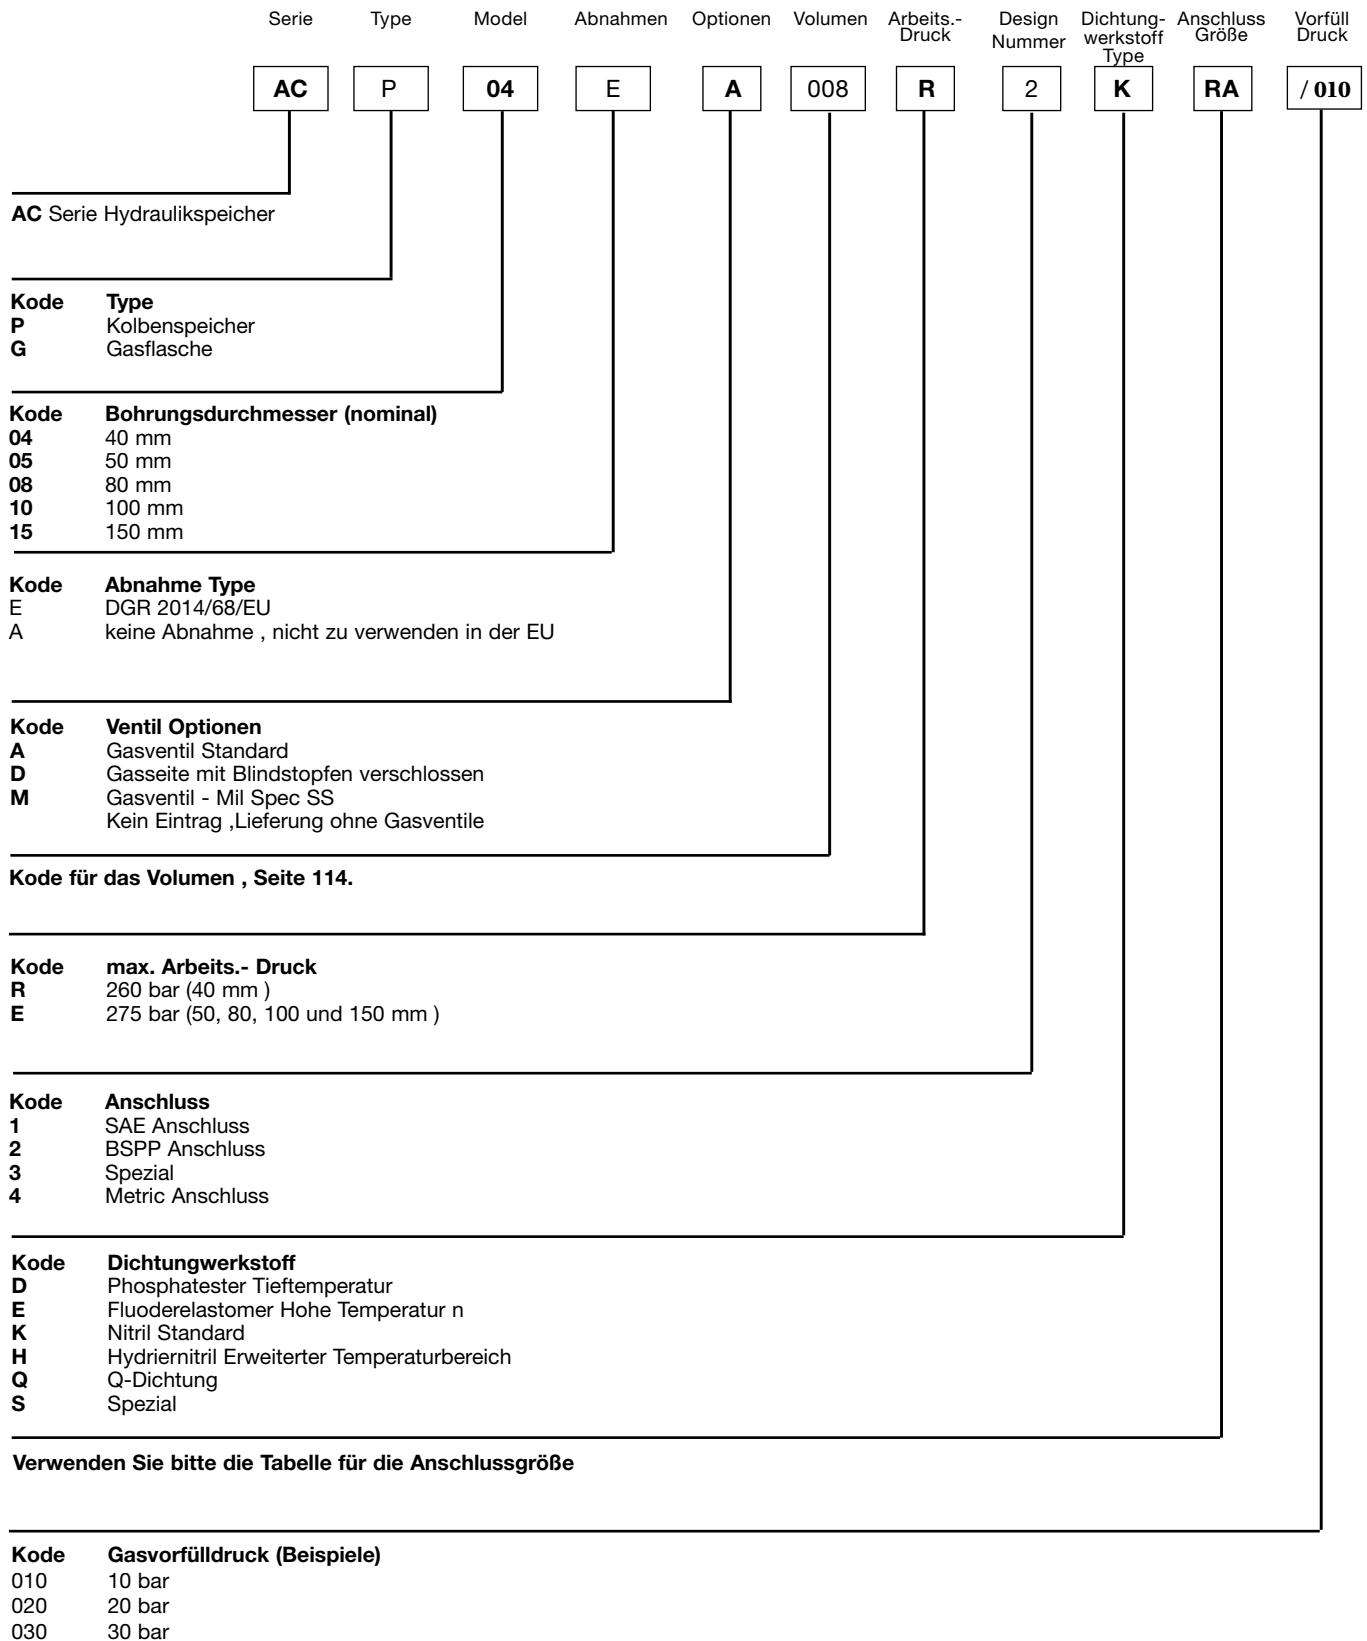 Serie Type Model Abnahmen Optionen Volumen Arbeits.- Design Dichtung- Anschluss Vorfüll
Druck Nummer werkstoff Größe Druck
Type
AC P 04 E A 008 R 2 K RA / 010
AC Serie Hydraulikspeicher
Kode Type
P Kolbenspeicher
G Gasflasche
Kode Bohrungsdurchmesser (nominal)
04 40 mm
05 50 mm
08 80 mm
10 100 mm
15 150 mm
Kode Abnahme Type
E DGR 2014/68/EU
A keine Abnahme , nicht zu verwenden in der EU
Kode Ventil Optionen
A Gasventil Standard
D Gasseite mit Blindstopfen verschlossen
M Gasventil - Mil Spec SS
Kein Eintrag ,Lieferung ohne Gasventile
Kode für das Volumen , Seite 114.
Kode max. Arbeits.- Druck
R 260 bar (40 mm )
E 275 bar (50, 80, 100 und 150 mm )
Kode Anschluss
1 SAE Anschluss
2 BSPP Anschluss
3 Spezial
4 Metric Anschluss
Kode Dichtungwerkstoff
D Phosphatester Tieftemperatur
E Fluoderelastomer Hohe Temperatur n
K Nitril Standard
H Hydriernitril Erweiterter Temperaturbereich
Q Q-Dichtung
S Spezial
Verwenden Sie bitte die Tabelle für die Anschlussgröße
Kode Gasvorfülldruck (Beispiele)
010 10 bar
020 20 bar
030 30 bar